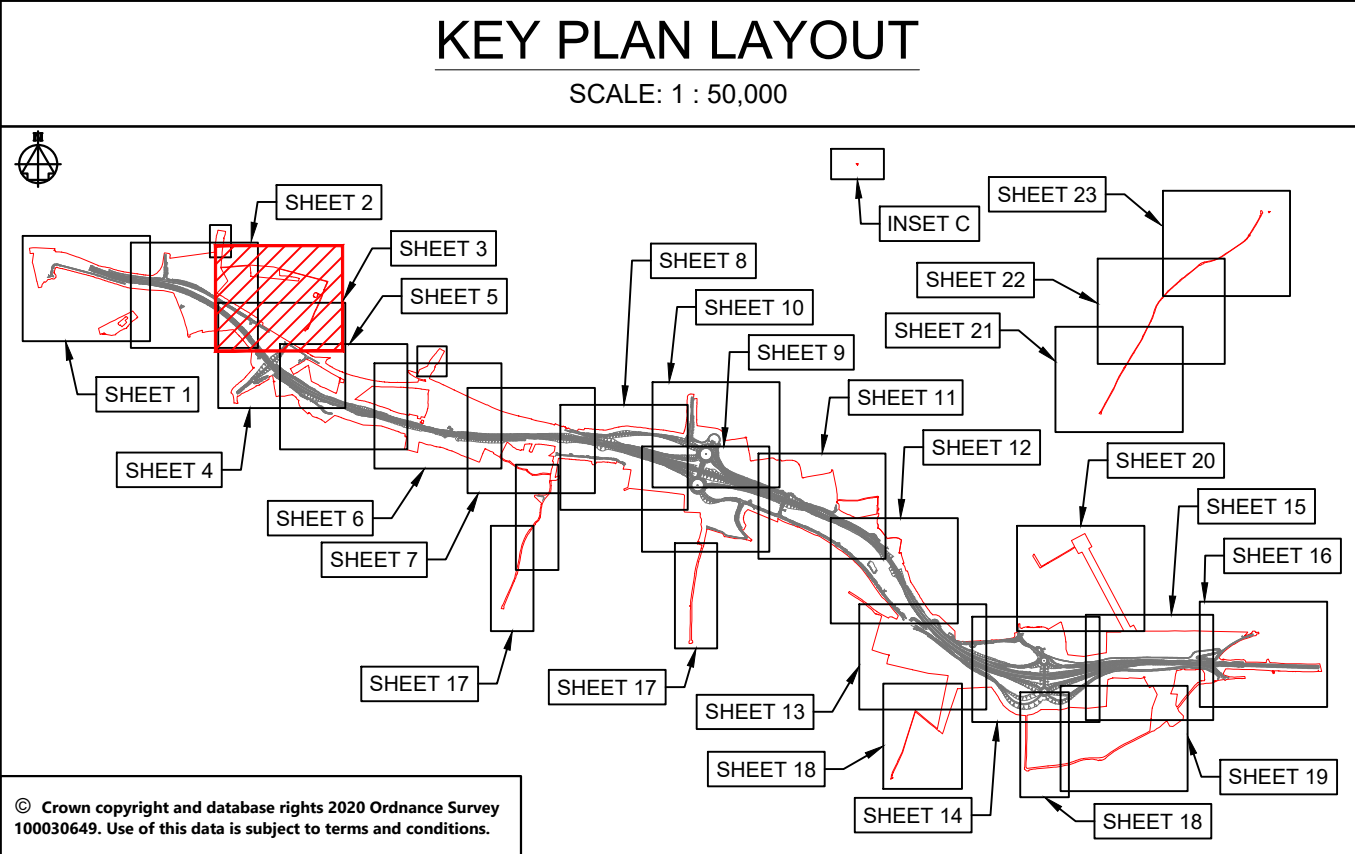 KEY PLAN LAYOUT
SCALE: 1 : 50,000
N
SHEET 2
SHEET 3
SHEET 5
SHEET 1
SHEET 4
SHEET 6
SHEET 7
SHEET 8
SHEET 10
SHEET 9
SHEET 11
SHEET 12
INSET C
SHEET 23
SHEET 22
SHEET 21
SHEET 20
SHEET 15
SHEET 16
SHEET 17
SHEET 17
SHEET 13
SHEET 18
SHEET 14
SHEET 18
SHEET 19
© Crown copyright and database rights 2020 Ordnance Survey
100030649. Use of this data is subject to terms and conditions.